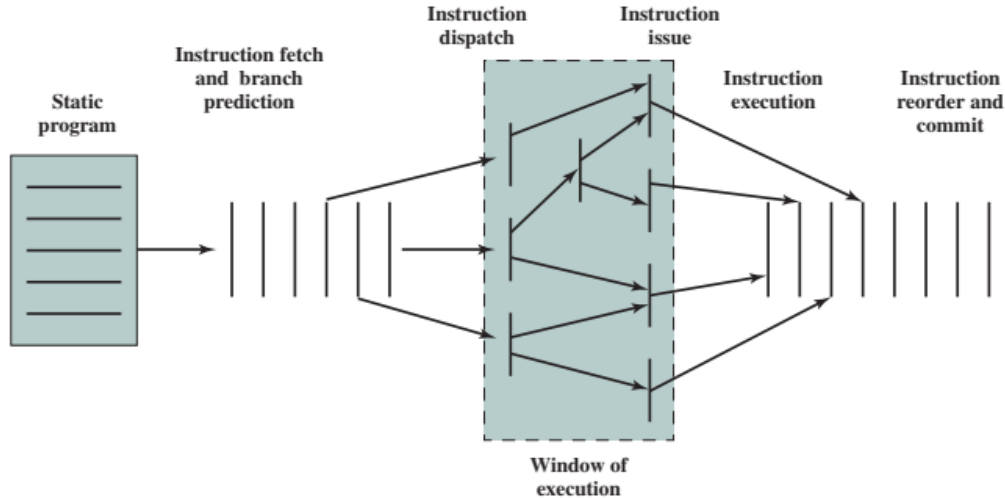 Static
program
Instruction fetch
and branch
prediction
Instruction
dispatch
Instruction
issue
Instruction
execution
Instruction
reorder and
commit
Window of
execution